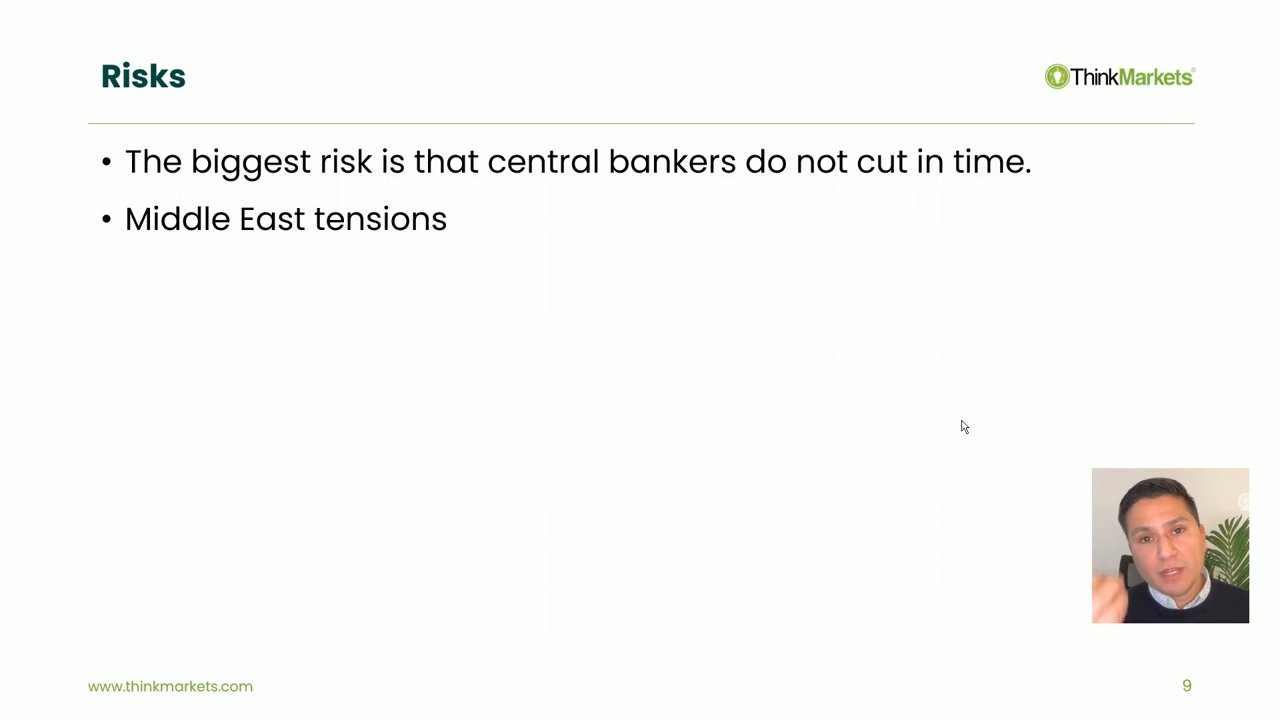 Risks
ThinkMarkets®
• The biggest risk is that central bankers do not cut in time.
• Middle East tensions
www.thinkmarkets.com
9